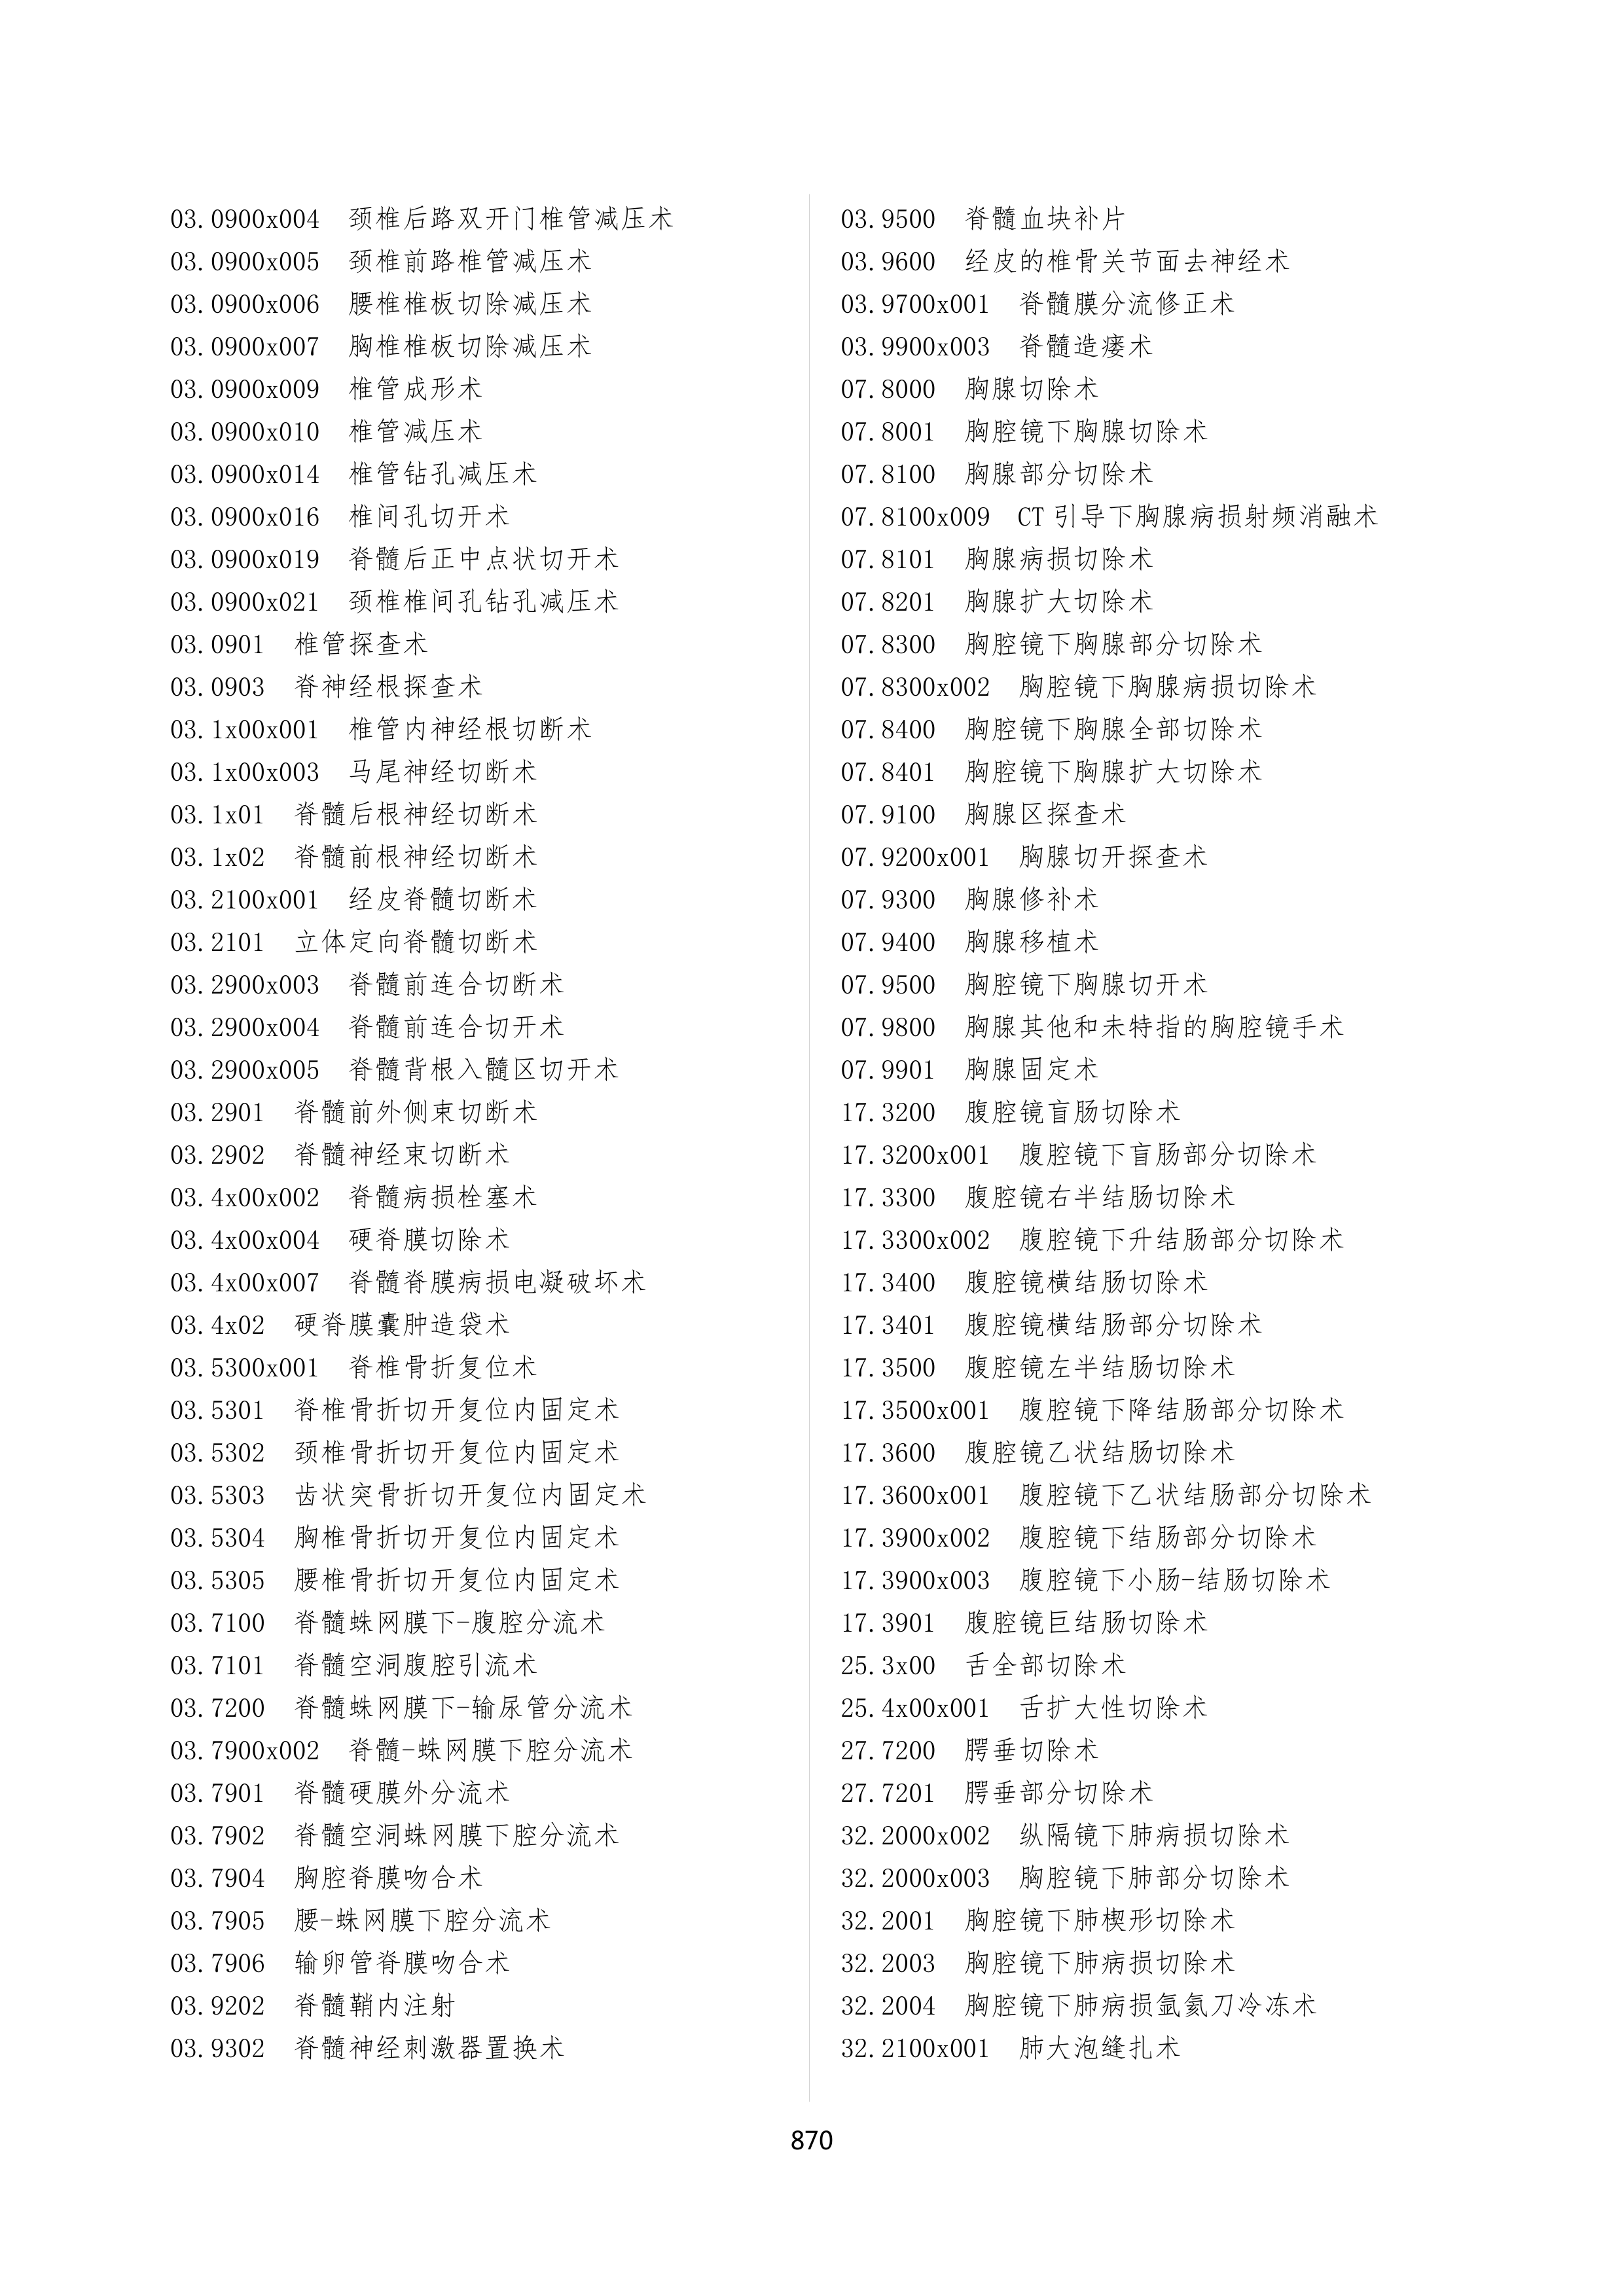 03.0900x004 颈椎后路双开门椎管减压术
03.0900x005 颈椎前路椎管减压术
03.0900x006 腰椎椎板切除减压术
03.0900x007 胸椎椎板切除减压术
03.0900x009 椎管成形术
03.0900x010 椎管减压术
03.0900x014 椎管钻孔减压术
03.0900x016 椎间孔切开术
03.0900x019 脊髓后正中点状切开术
03.0900x021 颈椎椎间孔钻孔减压术
03.0901 椎管探查术
03.0903 脊神经根探查术
03.1x00x001 椎管内神经根切断术
03.1x00x003 马尾神经切断术
03.1x01 脊髓后根神经切断术
03.1x02 脊髓前根神经切断术
03.2100x001 经皮脊髓切断术
03.2101 立体定向脊髓切断术
03.2900x003 脊髓前连合切断术
03.2900x004 脊髓前连合切开术
03.2900x005 脊髓背根入髓区切开术
03.2901 脊髓前外侧束切断术
03.2902 脊髓神经束切断术
03.4x00x002 脊髓病损栓塞术
03.4x00x004 硬脊膜切除术
03.4x00x007 脊髓脊膜病损电凝破坏术
03.4x02 硬脊膜囊肿造袋术
03.5300x001 脊椎骨折复位术
03.5301 脊椎骨折切开复位内固定术
03.5302 颈椎骨折切开复位内固定术
03.5303 齿状突骨折切开复位内固定术
03.5304 胸椎骨折切开复位内固定术
03.5305 腰椎骨折切开复位内固定术
03.7100 脊髓蛛网膜下-腹腔分流术
03.7101 脊髓空洞腹腔引流术
03.7200 脊髓蛛网膜下-输尿管分流术
03.7900x002 脊髓-蛛网膜下腔分流术
03.7901 脊髓硬膜外分流术
03.7902 脊髓空洞蛛网膜下腔分流术
03.7904 胸腔脊膜吻合术
03.7905 腰-蛛网膜下腔分流术
03.7906 输卵管脊膜吻合术
03.9202 脊髓鞘内注射
03.9302 脊髓神经刺激器置换术
03.9500 脊髓血块补片
03.9600 经皮的椎骨关节面去神经术
03.9700x001 脊髓膜分流修正术
03.9900x003 脊髓造瘘术
07.8000 胸腺切除术
07.8001 胸腔镜下胸腺切除术
07.8100 胸腺部分切除术
07.8100x009 CT 引导下胸腺病损射频消融术
07.8101 胸腺病损切除术
07.8201 胸腺扩大切除术
07.8300 胸腔镜下胸腺部分切除术
07.8300x002 胸腔镜下胸腺病损切除术
07.8400 胸腔镜下胸腺全部切除术
07.8401 胸腔镜下胸腺扩大切除术
07.9100 胸腺区探查术
07.9200x001 胸腺切开探查术
07.9300 胸腺修补术
07.9400 胸腺移植术
07.9500 胸腔镜下胸腺切开术
07.9800 胸腺其他和未特指的胸腔镜手术
07.9901 胸腺固定术
17.3200 腹腔镜盲肠切除术
17.3200x001 腹腔镜下盲肠部分切除术
17.3300 腹腔镜右半结肠切除术
17.3300x002 腹腔镜下升结肠部分切除术
17.3400 腹腔镜横结肠切除术
17.3401 腹腔镜横结肠部分切除术
17.3500 腹腔镜左半结肠切除术
17.3500x001 腹腔镜下降结肠部分切除术
17.3600 腹腔镜乙状结肠切除术
17.3600x001 腹腔镜下乙状结肠部分切除术
17.3900x002 腹腔镜下结肠部分切除术
17.3900x003 腹腔镜下小肠-结肠切除术
17.3901 腹腔镜巨结肠切除术
25.3x00 舌全部切除术
25.4x00x001 舌扩大性切除术
27.7200 腭垂切除术
27.7201 腭垂部分切除术
32.2000x002 纵隔镜下肺病损切除术
32.2000x003 胸腔镜下肺部分切除术
32.2001 胸腔镜下肺楔形切除术
32.2003 胸腔镜下肺病损切除术
32.2004 胸腔镜下肺病损氩氦刀冷冻术
32.2100x001 肺大泡缝扎术
870